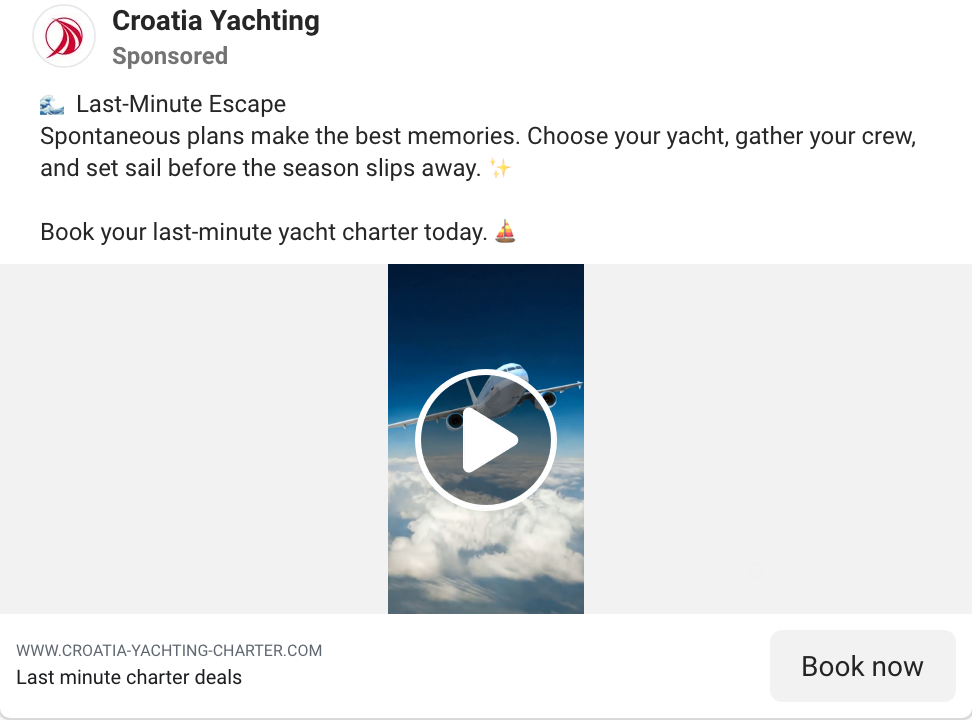 Croatia Yachting
Sponsored
🌊 Last-Minute Escape
Spontaneous plans make the best memories. Choose your yacht, gather your crew,
and set sail before the season slips away. ✨
Book your last-minute yacht charter today. ⛵
WWW.CROATIA-YACHTING-CHARTER.COM
Last minute charter deals
Book now